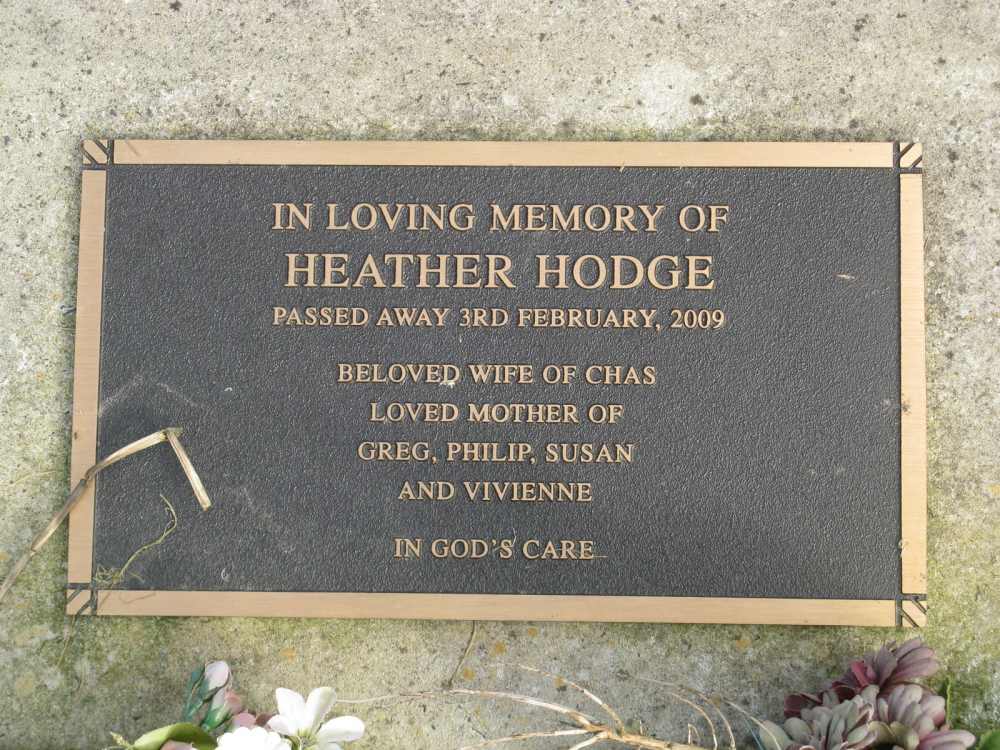 IN LOVING MEMORY OF
HEATHER HODGE
PASSED AWAY 3RD FEBRUARY, 2009
BELOVED WIFE OF CHAS
LOVED MOTHER OF
GREG, PHILIP, SUSAN
AND VIVIENNE
IN GOD'S CARE